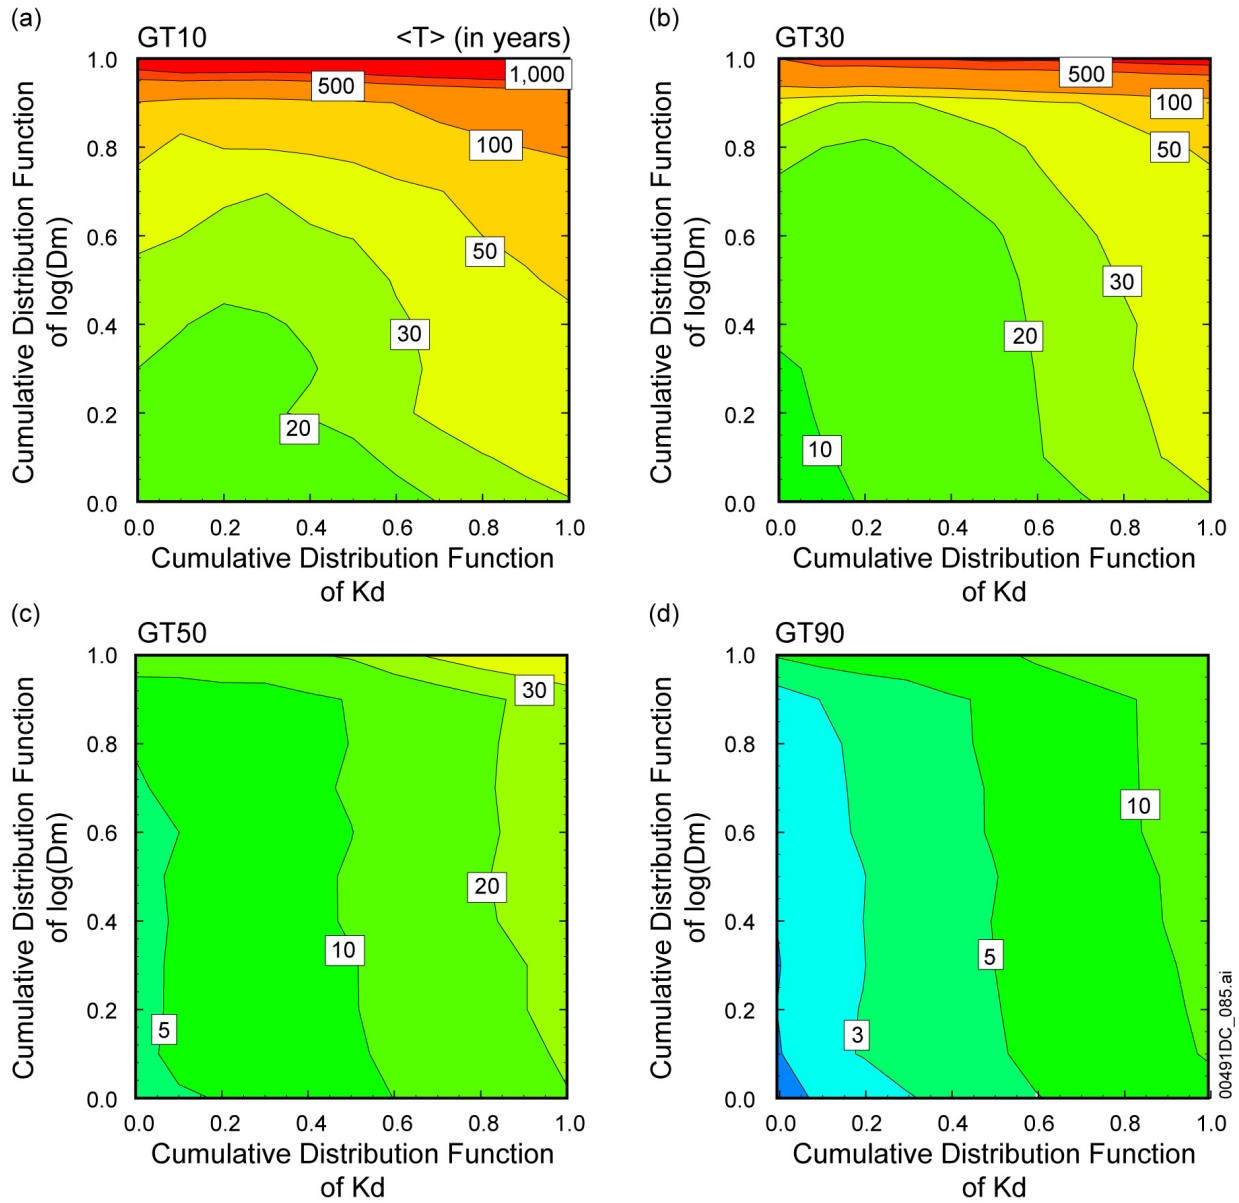 (a)
GT10 <T> (in years)
1.0
0.8
0.6
0.4
0.2
0.0
Cumulative Distribution Function
of log(Dm)
1,000
500
100
50
30
20
0.0 0.2 0.4 0.6 0.8 1.0
Cumulative Distribution Function
of Kd
(b)
GT30
1.0
0.8
0.6
0.4
0.2
0.0
Cumulative Distribution Function
of log(Dm)
500
100
50
30
20
10
0.0 0.2 0.4 0.6 0.8 1.0
Cumulative Distribution Function
of Kd
(c)
GT50
1.0
0.8
0.6
0.4
0.2
0.0
Cumulative Distribution Function
of log(Dm)
30
20
10
5
0.0 0.2 0.4 0.6 0.8 1.0
Cumulative Distribution Function
of Kd
(d)
GT90
1.0
0.8
0.6
0.4
0.2
0.0
Cumulative Distribution Function
of log(Dm)
10
5
3
0.0 0.2 0.4 0.6 0.8 1.0
Cumulative Distribution Function
of Kd
00491DC_085.ai